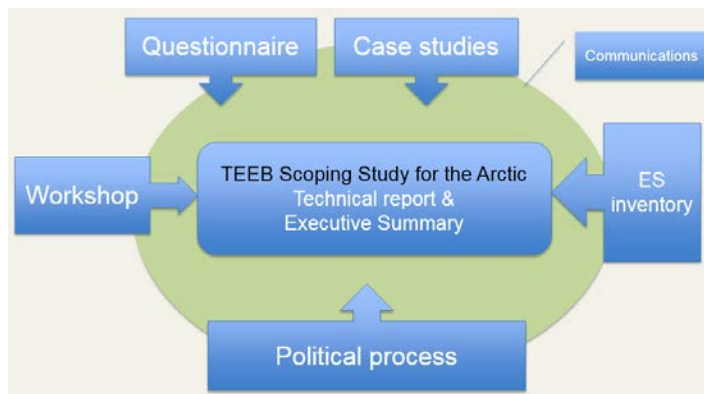 Questionnaire
Case studies
Communications
Workshop
TEEB Scoping Study for the Arctic
Technical report &
Executive Summary
ES
inventory
Political process